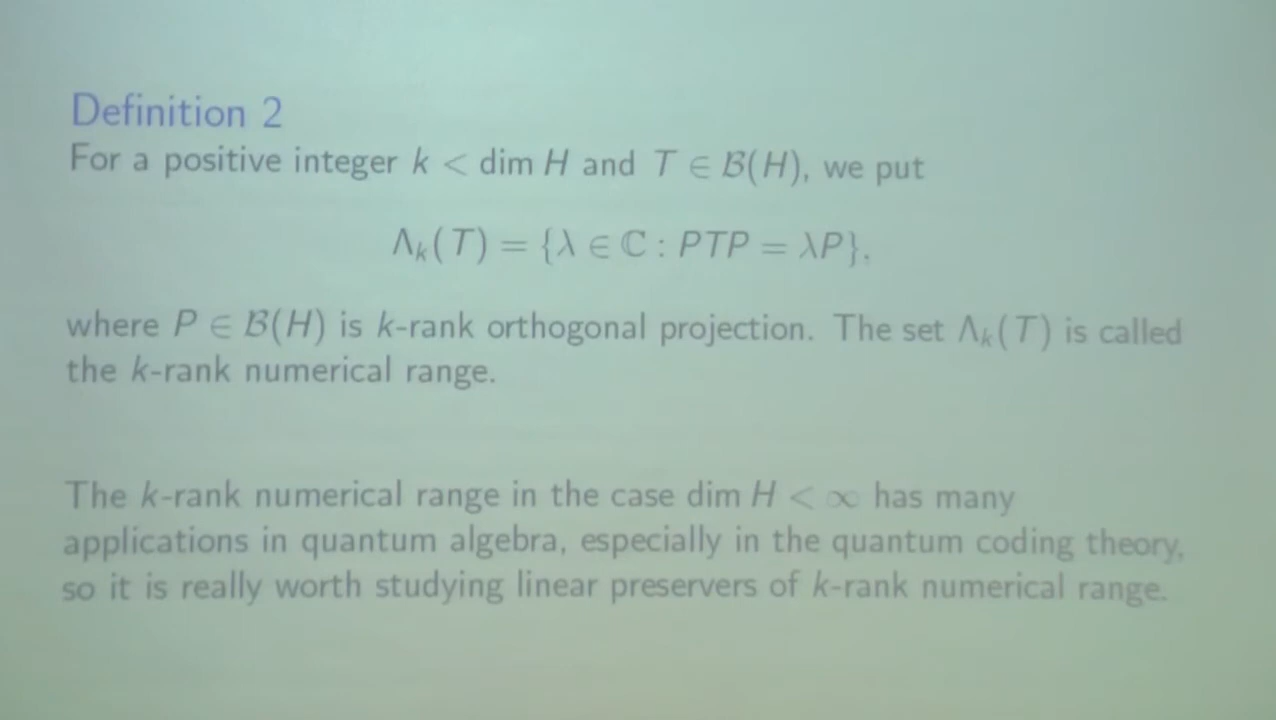 Definition 2
For a positive integer k < dim H and T ∈ B(H), we put
Λₖ(T) = {λ ∈ ℂ : PTP = λP},
where P ∈ B(H) is k-rank orthogonal projection. The set Λₖ(T) is called
the k-rank numerical range.
The k-rank numerical range in the case dim H < ∞ has many
applications in quantum algebra, especially in the quantum coding theory,
so it is really worth studying linear preservers of k-rank numerical range.